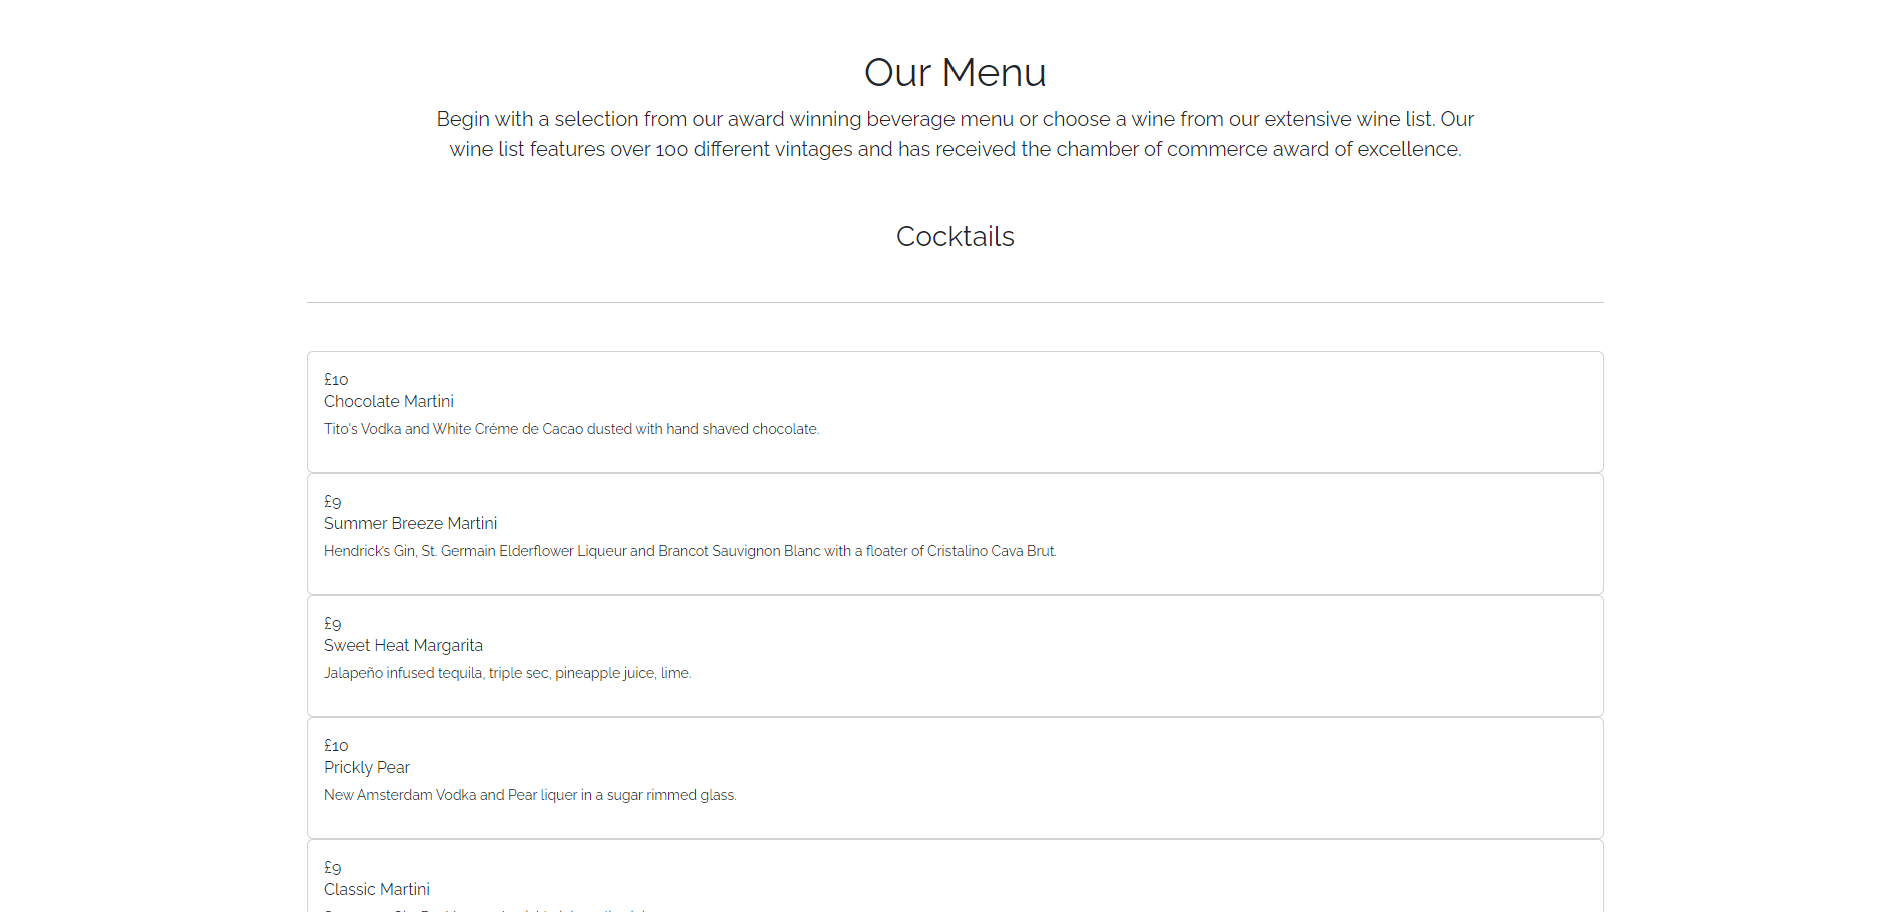 Our Menu
Begin with a selection from our award winning beverage menu or choose a wine from our extensive wine list. Our
wine list features over 100 different vintages and has received the chamber of commerce award of excellence.
Cocktails
£10
Chocolate Martini
Tito's Vodka and White Créme de Cacao dusted with hand shaved chocolate.
£9
Summer Breeze Martini
Hendrick's Gin, St. Germain Elderflower Liqueur and Brancot Sauvignon Blanc with a floater of Cristalino Cava Brut.
£9
Sweet Heat Margarita
Jalapeño infused tequila, triple sec, pineapple juice, lime.
£10
Prickly Pear
New Amsterdam Vodka and Pear liquer in a sugar rimmed glass.
£9
Classic Martini